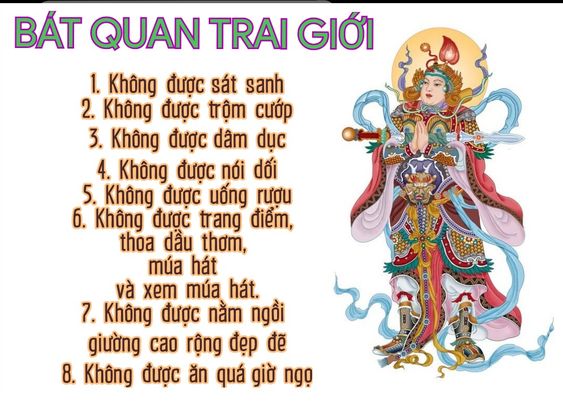 BÁT QUAN TRAI GIỚI
1. Không được sát sanh
2. Không được trộm cướp
3. Không được dâm dục
4. Không được nói dối
5. Không được uống rượu
6. Không được trang điểm,
thoa dầu thơm,
múa hát
và xem múa hát.
7. Không được nằm ngồi
giường cao rộng đẹp đẽ
8. Không được ăn quá giờ ngọ